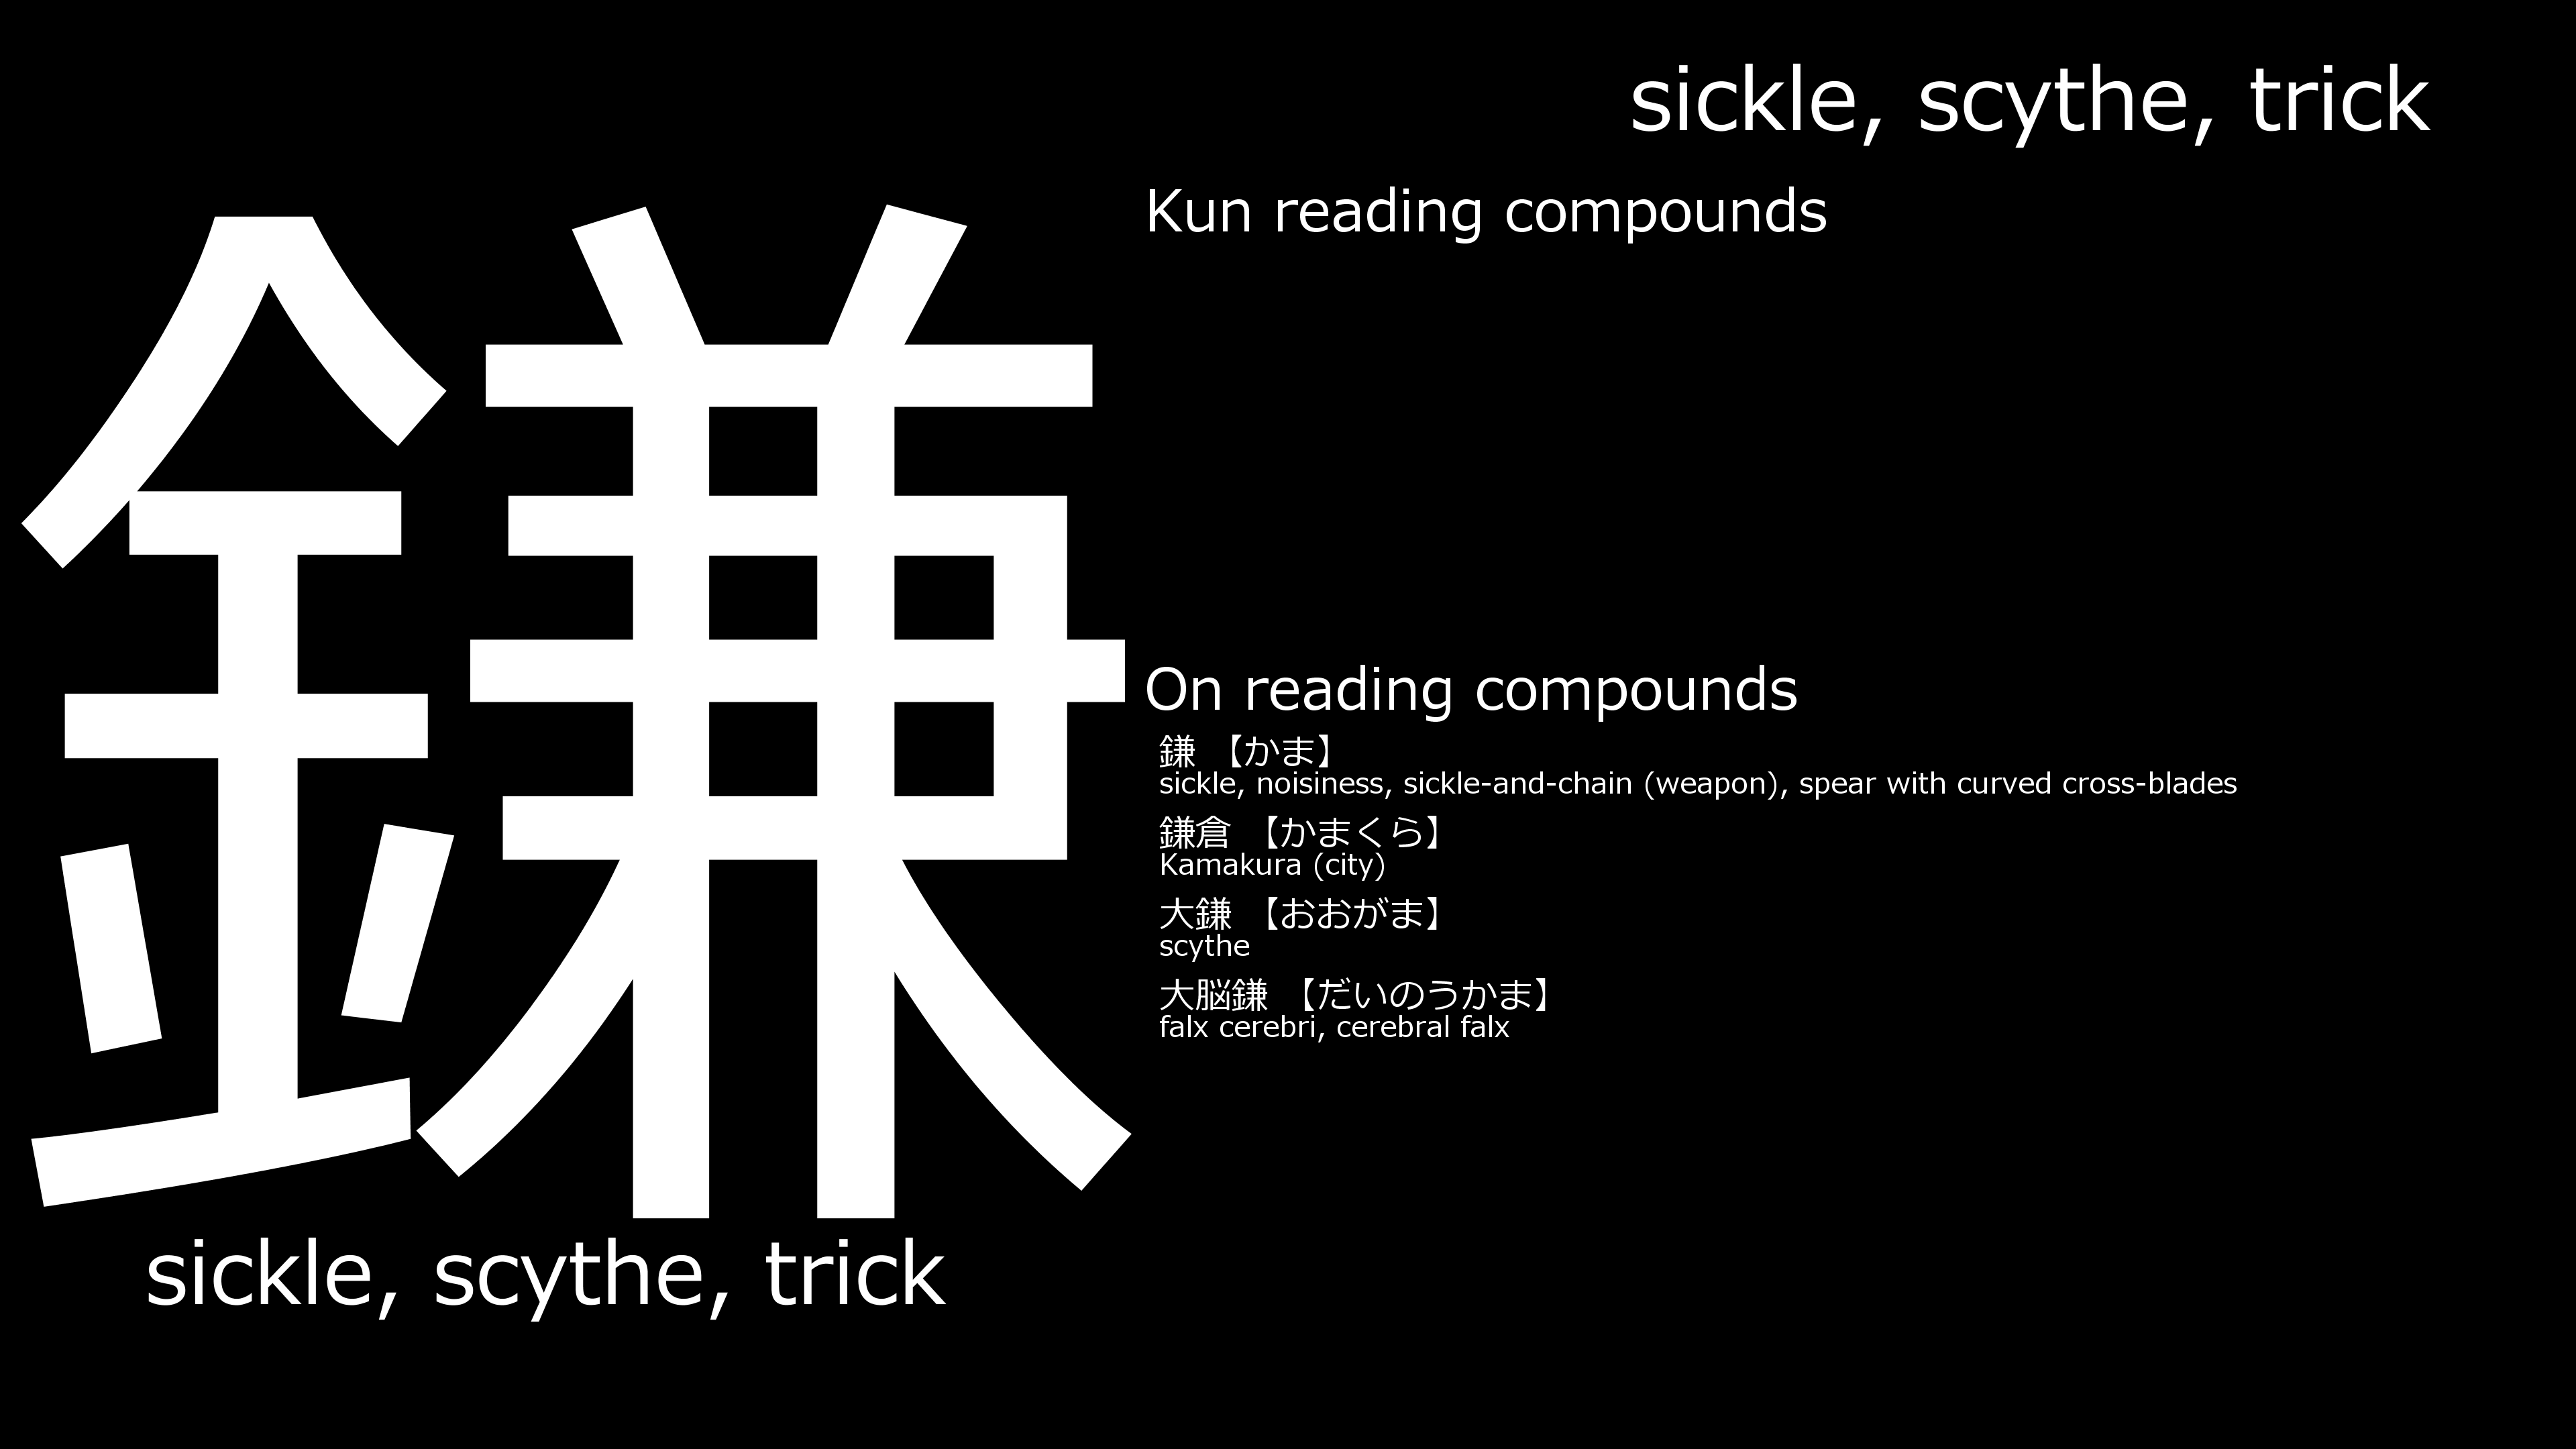 sickle, scythe, trick
Kun reading compounds
鎌
On reading compounds
鎌 【かま】
sickle, noisiness, sickle-and-chain (weapon), spear with curved cross-blades
鎌倉 【かまくら】
Kamakura (city)
大鎌 【おおがま】
scythe
大脳鎌 【だいのうかま】
falx cerebri, cerebral falx
sickle, scythe, trick